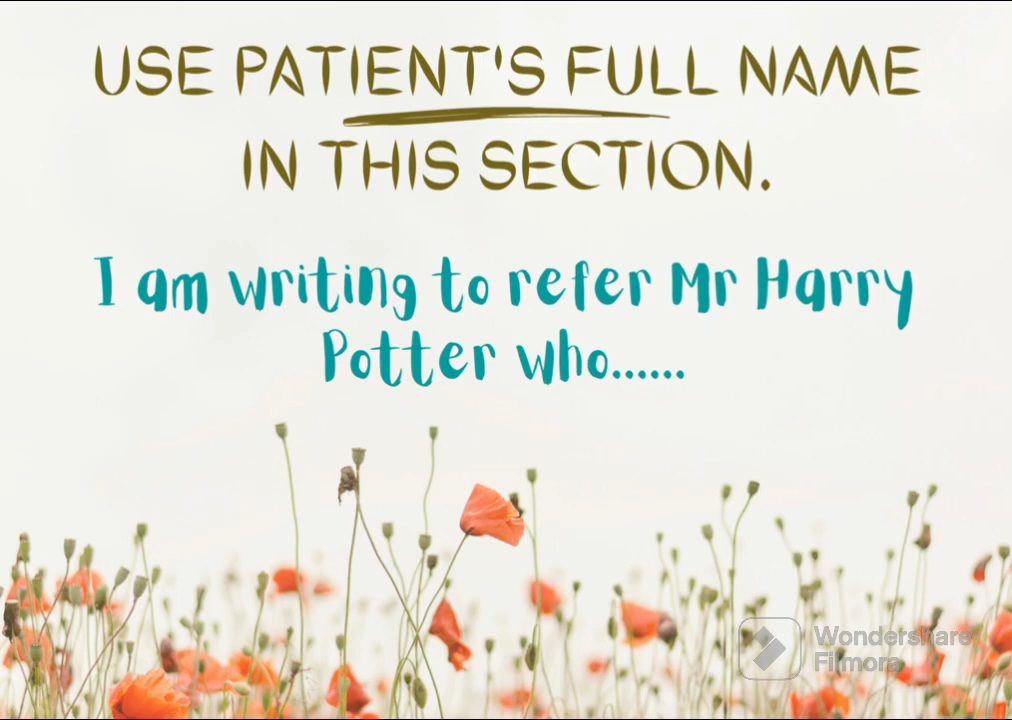 USE PATIENT'S FULL NAME
IN THIS SECTION.
I am writing to refer Mr Harry
Potter who......
Wondershare
Filmora